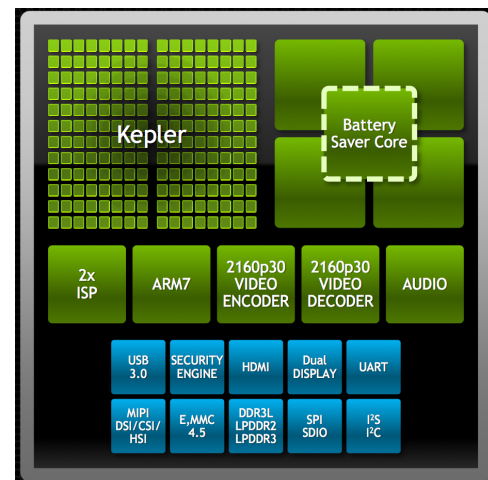 Kepler
Battery
Saver Core
2x
ISP
ARM7
2160p30
VIDEO
ENCODER
2160p30
VIDEO
DECODER
AUDIO
USB
3.0
SECURITY
ENGINE
HDMI
Dual
DISPLAY
UART
MIPI
DSI/CSI/
HSI
E,MMC
4.5
DDR3L
LPDDR2
LPDDR3
SPI
SDIO
I²S
I²C